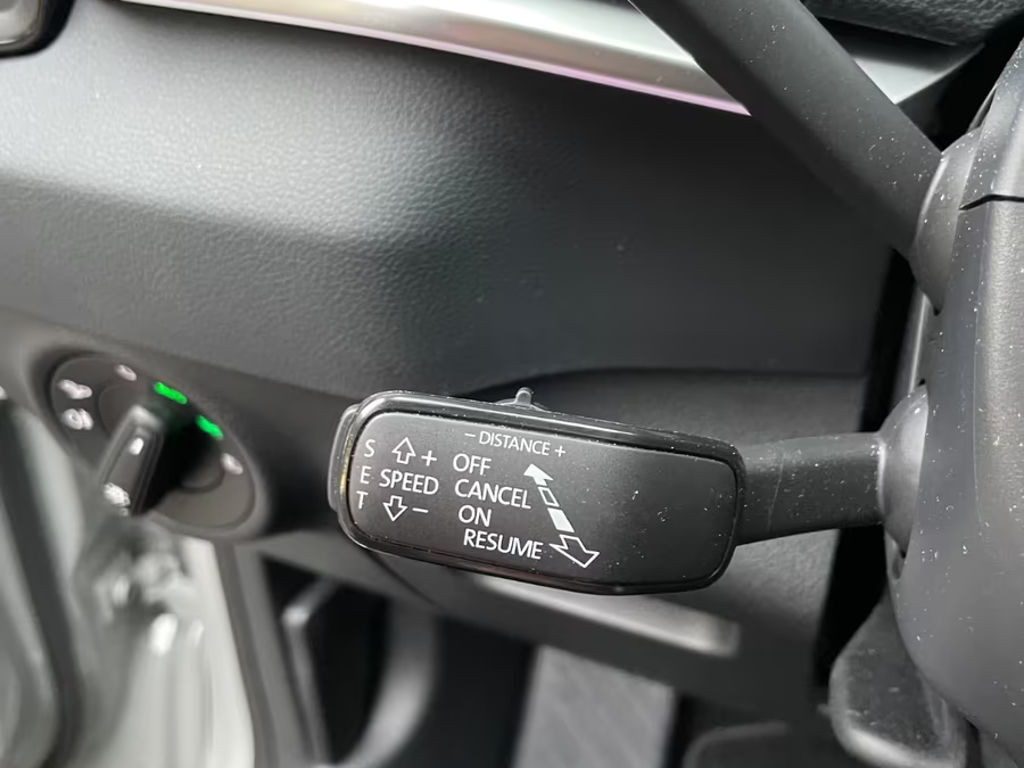 - DISTANCE +
S + OFF
E SPEED CANCEL
T - ON
RESUME